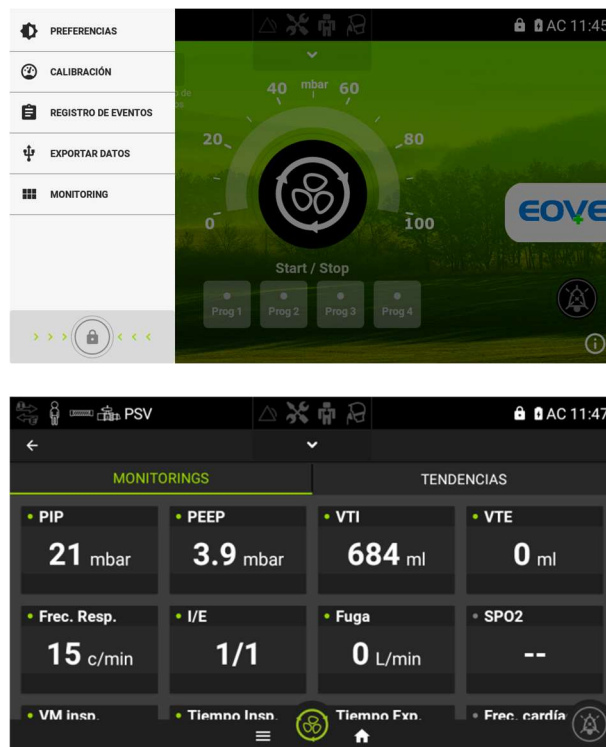 PREFERENCIAS
CALIBRACIÓN
REGISTRO DE EVENTOS
EXPORTAR DATOS
MONITORING
AC 11:45
mbar
0 20 40 60 80 100
EOVE
Start / Stop
Prog 1 Prog 2 Prog 3 Prog 4
PSV AC 11:47
MONITORINGS TENDENCIAS
PIP PEEP VTI VTE
21 mbar 3.9 mbar 684 ml 0 ml
Frec. Resp. I/E Fuga SPO2
15 c/min 1/1 0 L/min --
VM insp. Tiempo Insp. Tiempo Exp. Frec. cardía